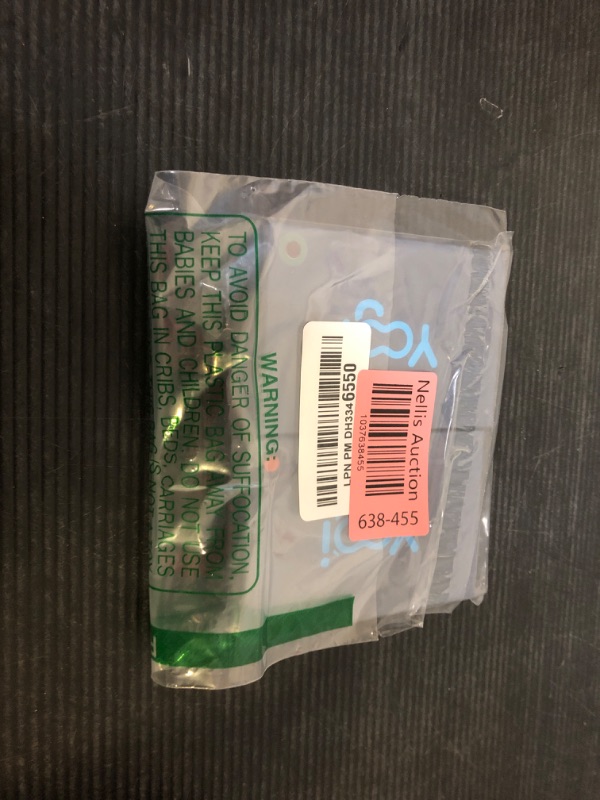 WARNING:
TO AVOID DANGER OF SUFFOCATION,
KEEP THIS PLASTIC BAG AWAY FROM
BABIES AND CHILDREN. DO NOT USE
THIS BAG IN CRIBS, BEDS, CARRIAGES
LPN PM DH3346550
Nellis Auction
1037638455
638-455